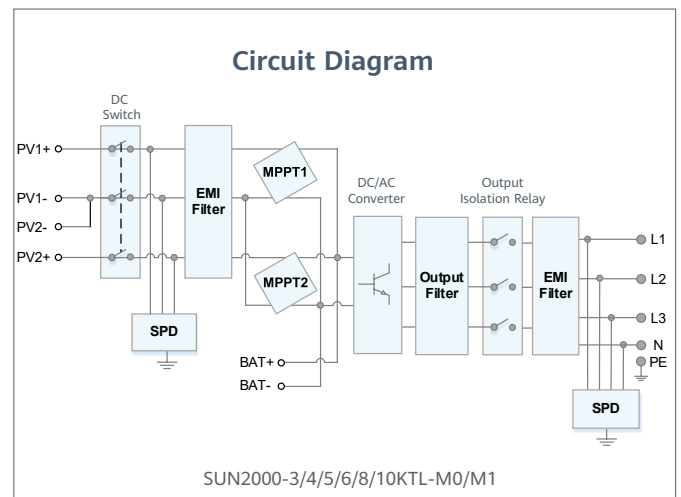 Circuit Diagram
DC
Switch
PV1+
PV1-
PV2-
PV2+
EMI
Filter
MPPT1
MPPT2
SPD
BAT+
BAT-
DC/AC
Converter
Output
Filter
Output
Isolation Relay
EMI
Filter
L1
L2
L3
N
PE
SPD
SUN2000-3/4/5/6/8/10KTL-M0/M1